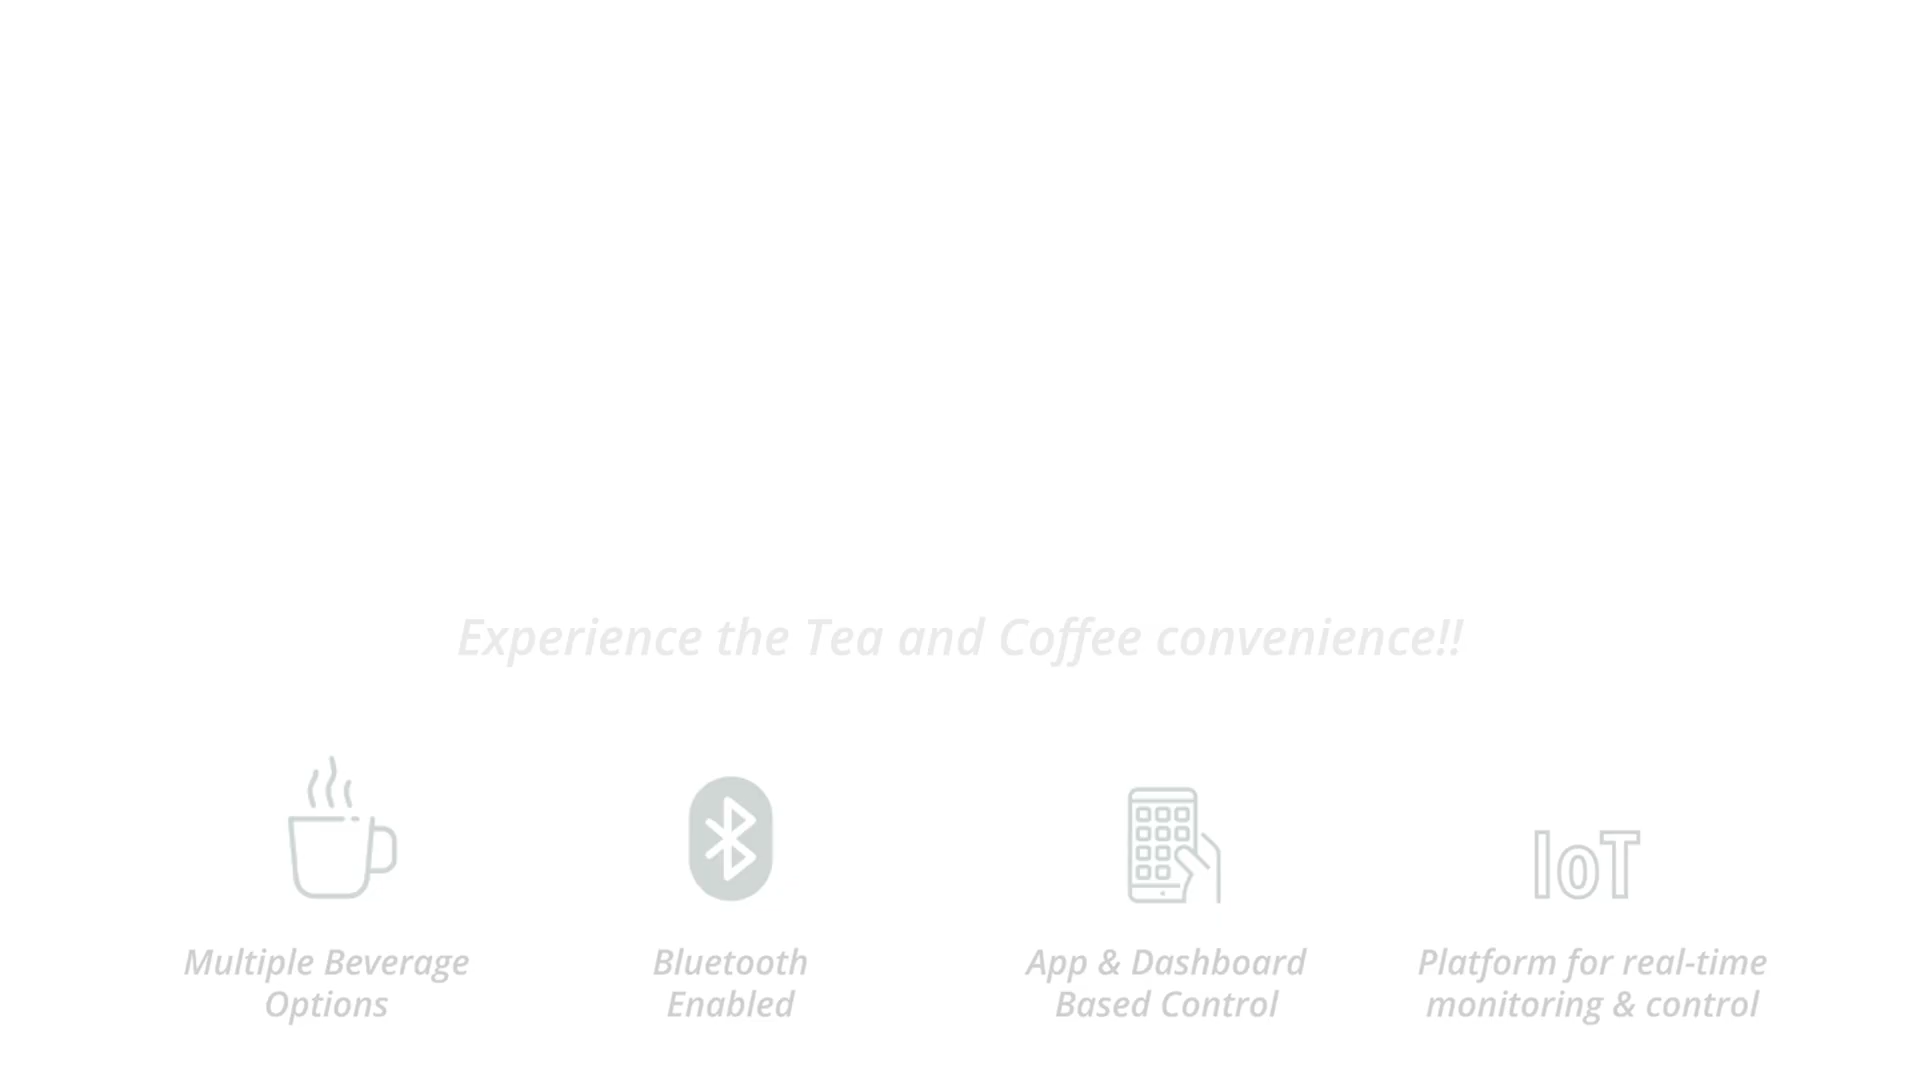 Experience the Tea and Coffee convenience!!
IoT
Multiple Beverage
Options
Bluetooth
Enabled
App & Dashboard
Based Control
Platform for real-time
monitoring & control